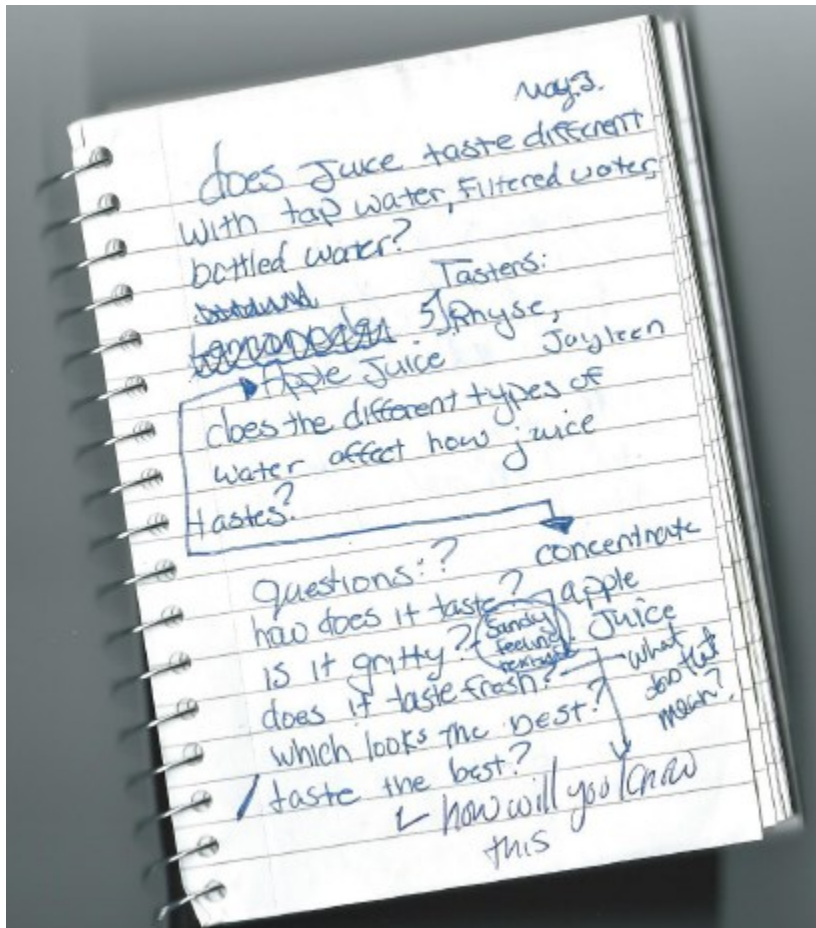 May.3.
does Juice taste different
with tap water, Filtered water,
bottled water?
Tasters:
5, Rhyse,
Jayleen
Apple Juice
does the different types of
water affect how juice
tastes?
concentrate
apple
Juice
questions:?
how does it taste?
is it gritty?
Sandy
feeling
texture
does it taste fresh?
what
does that
mean?
which looks the best?
taste the best?
how will you know
this